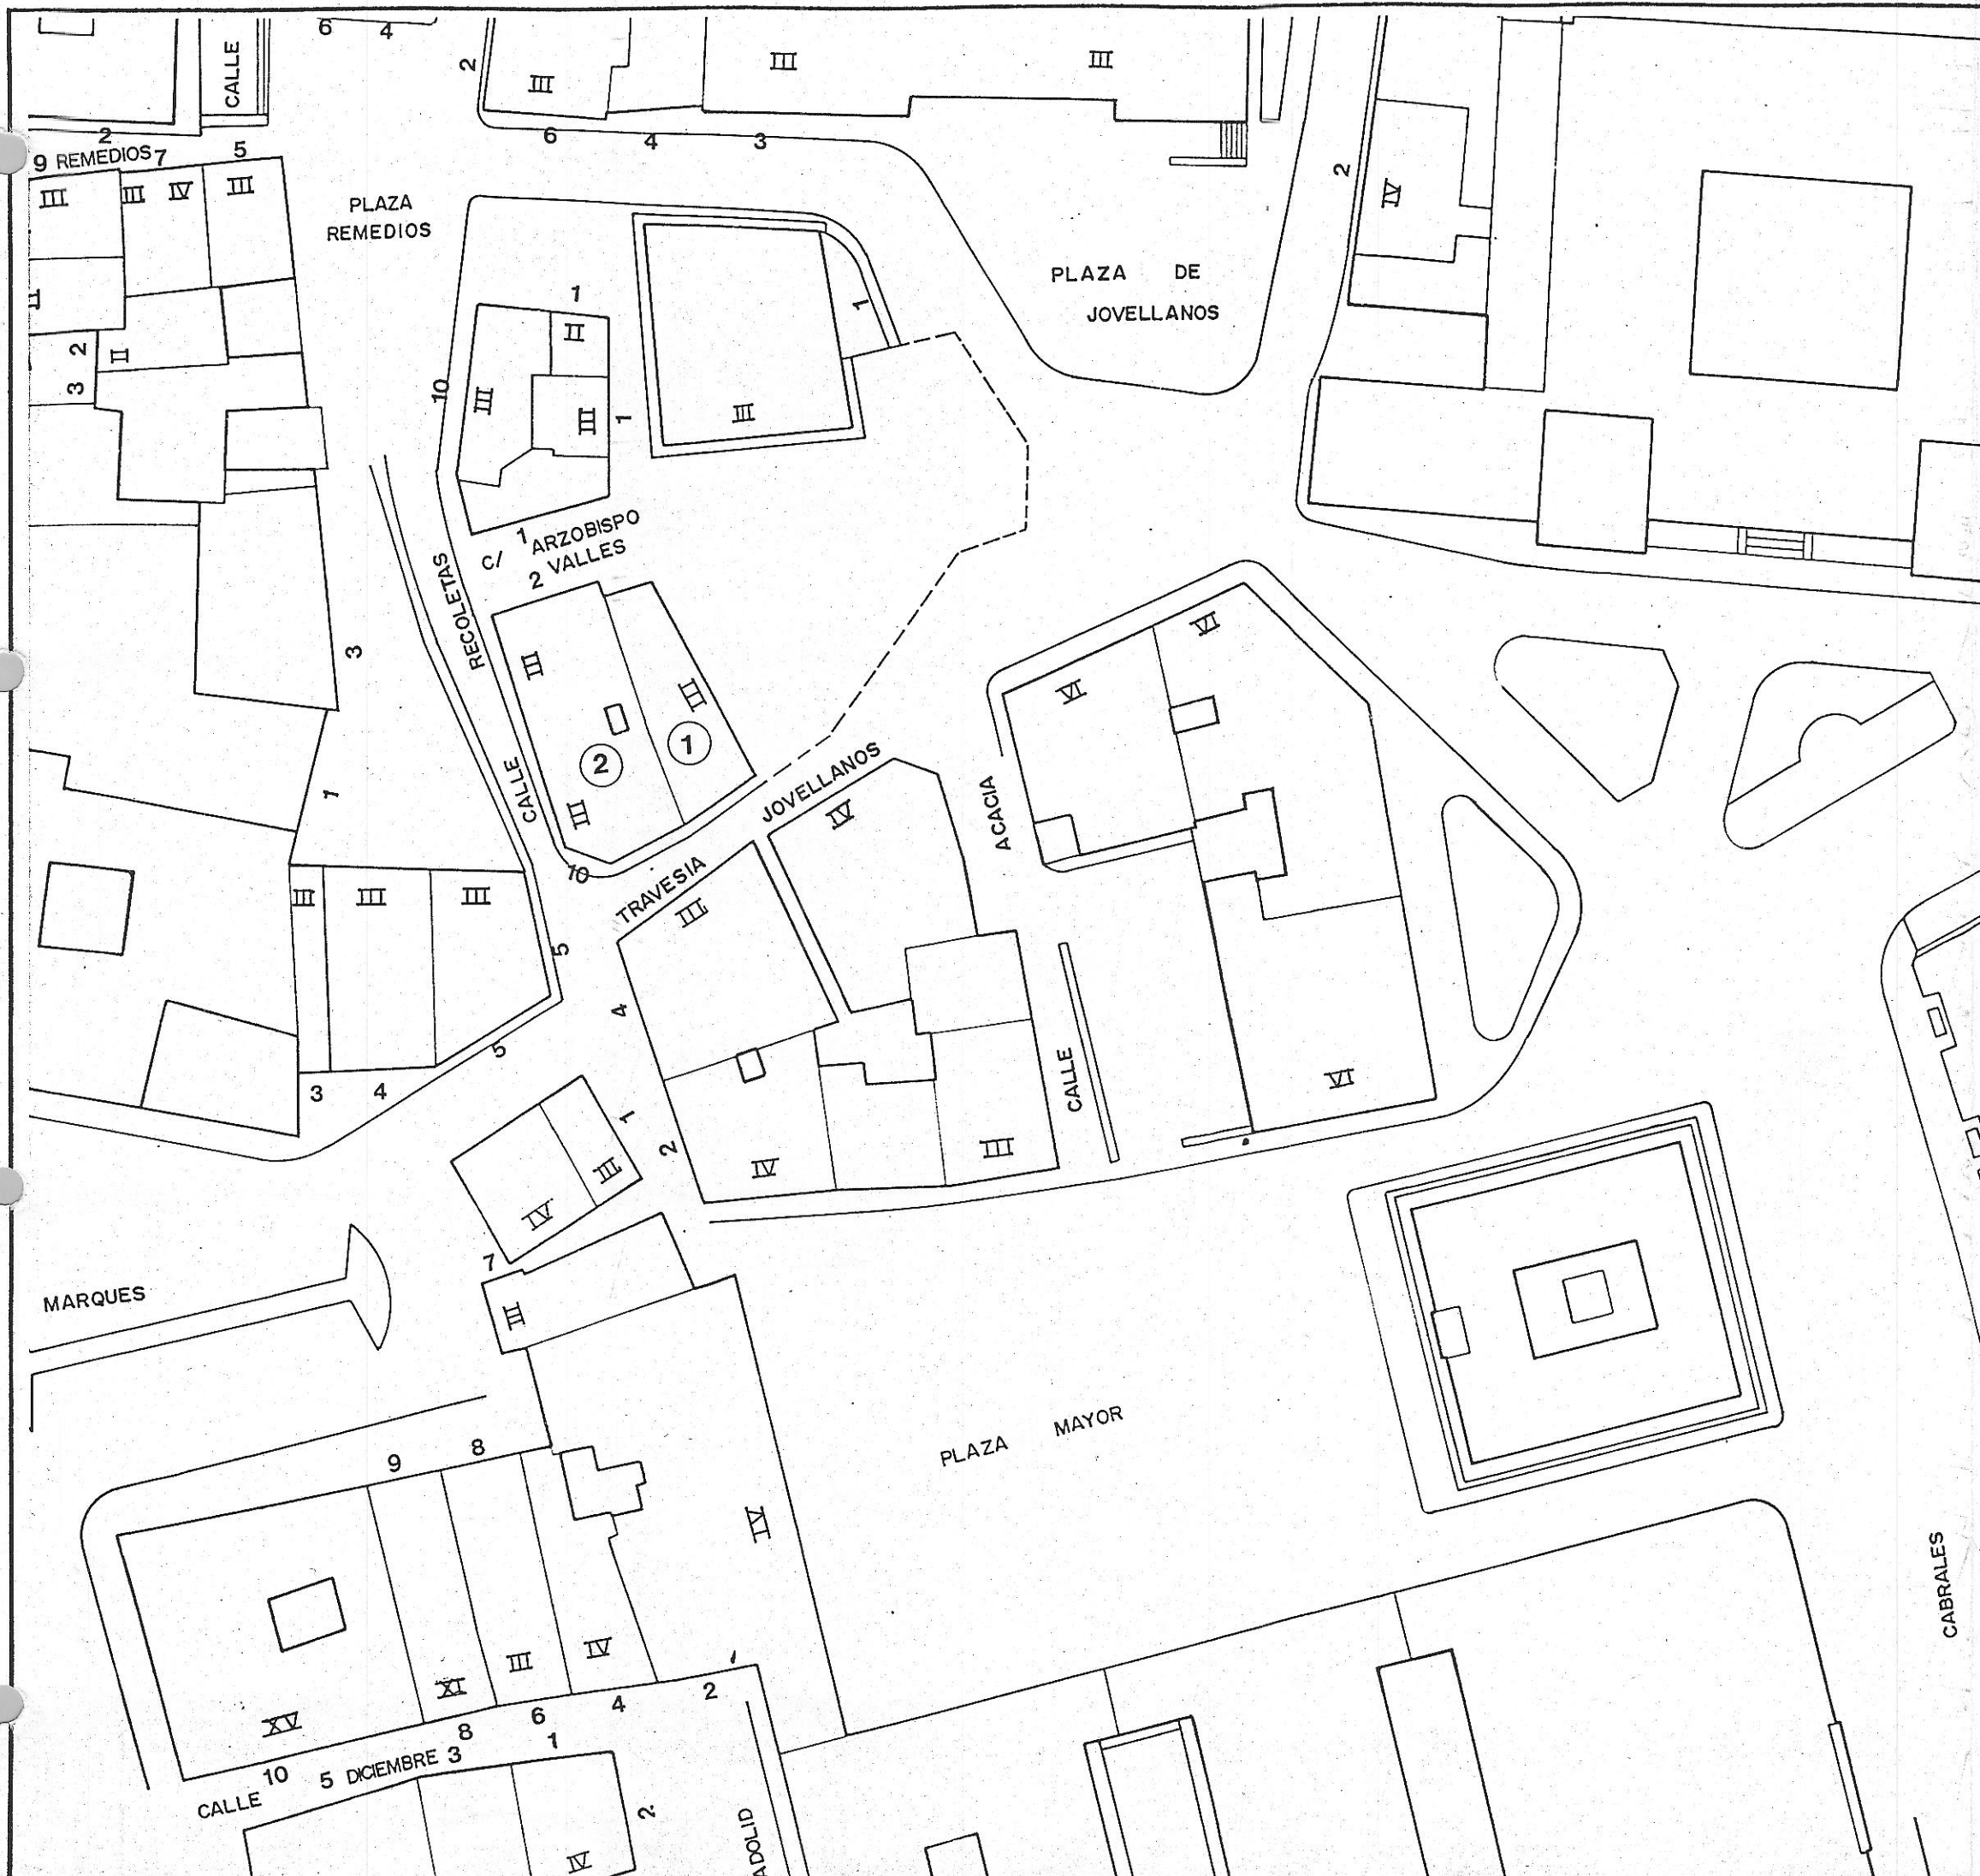 6 4
CALLE
2
III
III
III
2
6 4 3
9 REMEDIOS 7 5
III III IV III
PLAZA
REMEDIOS
2
IV
PLAZA DE
JOVELLANOS
1
II
1
III
III
1
10
III
2
3
II
C/ 1 ARZOBISPO
2 VALLES
RECOLETAS
CALLE
3
1
III
III
2
1
III
10
TRAVESIA
JOVELLANOS
III
IV
VI
VI
ACACIA
III III III
5
5
3 4
4
2
1
III
IV
7
IV
III
CALLE
VI
MARQUES
III
PLAZA MAYOR
IV
9 8
XV
XI
III
IV
10 8 6 4 2
CALLE 5 DICIEMBRE 3 1
2
IV
ADOLID
CABRALES